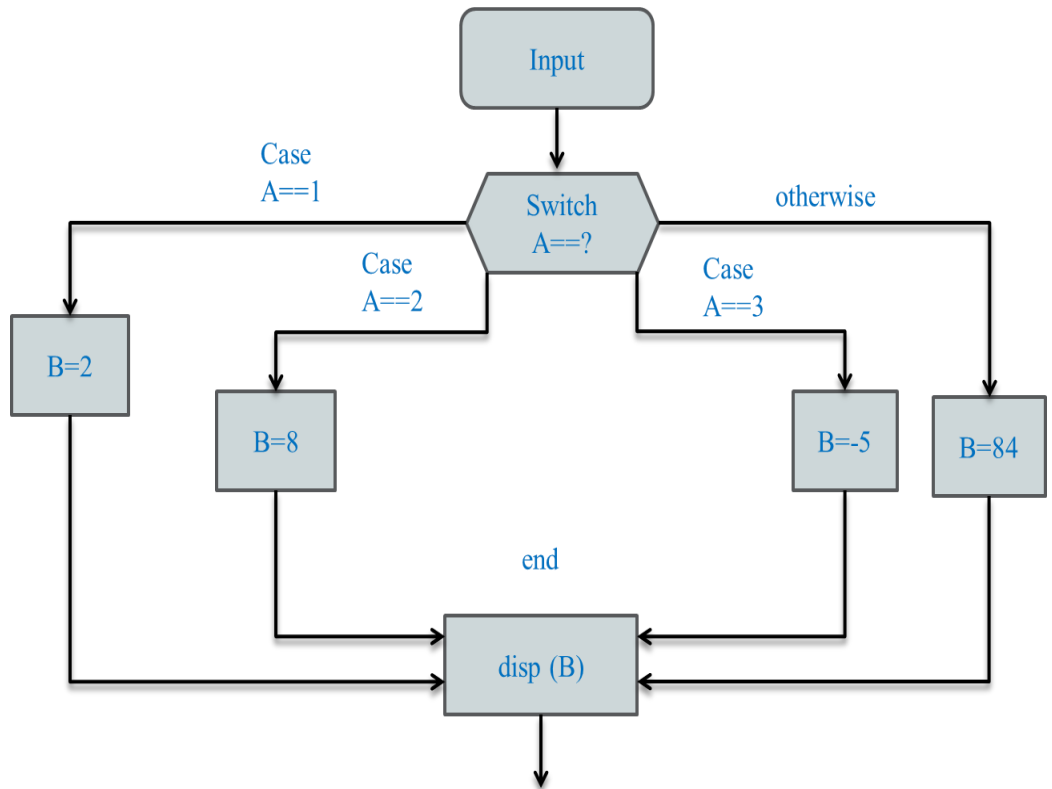 Input
Case
A==1
Switch
A==?
otherwise
Case
A==2
Case
A==3
B=2
B=8
B=-5
B=84
end
disp (B)